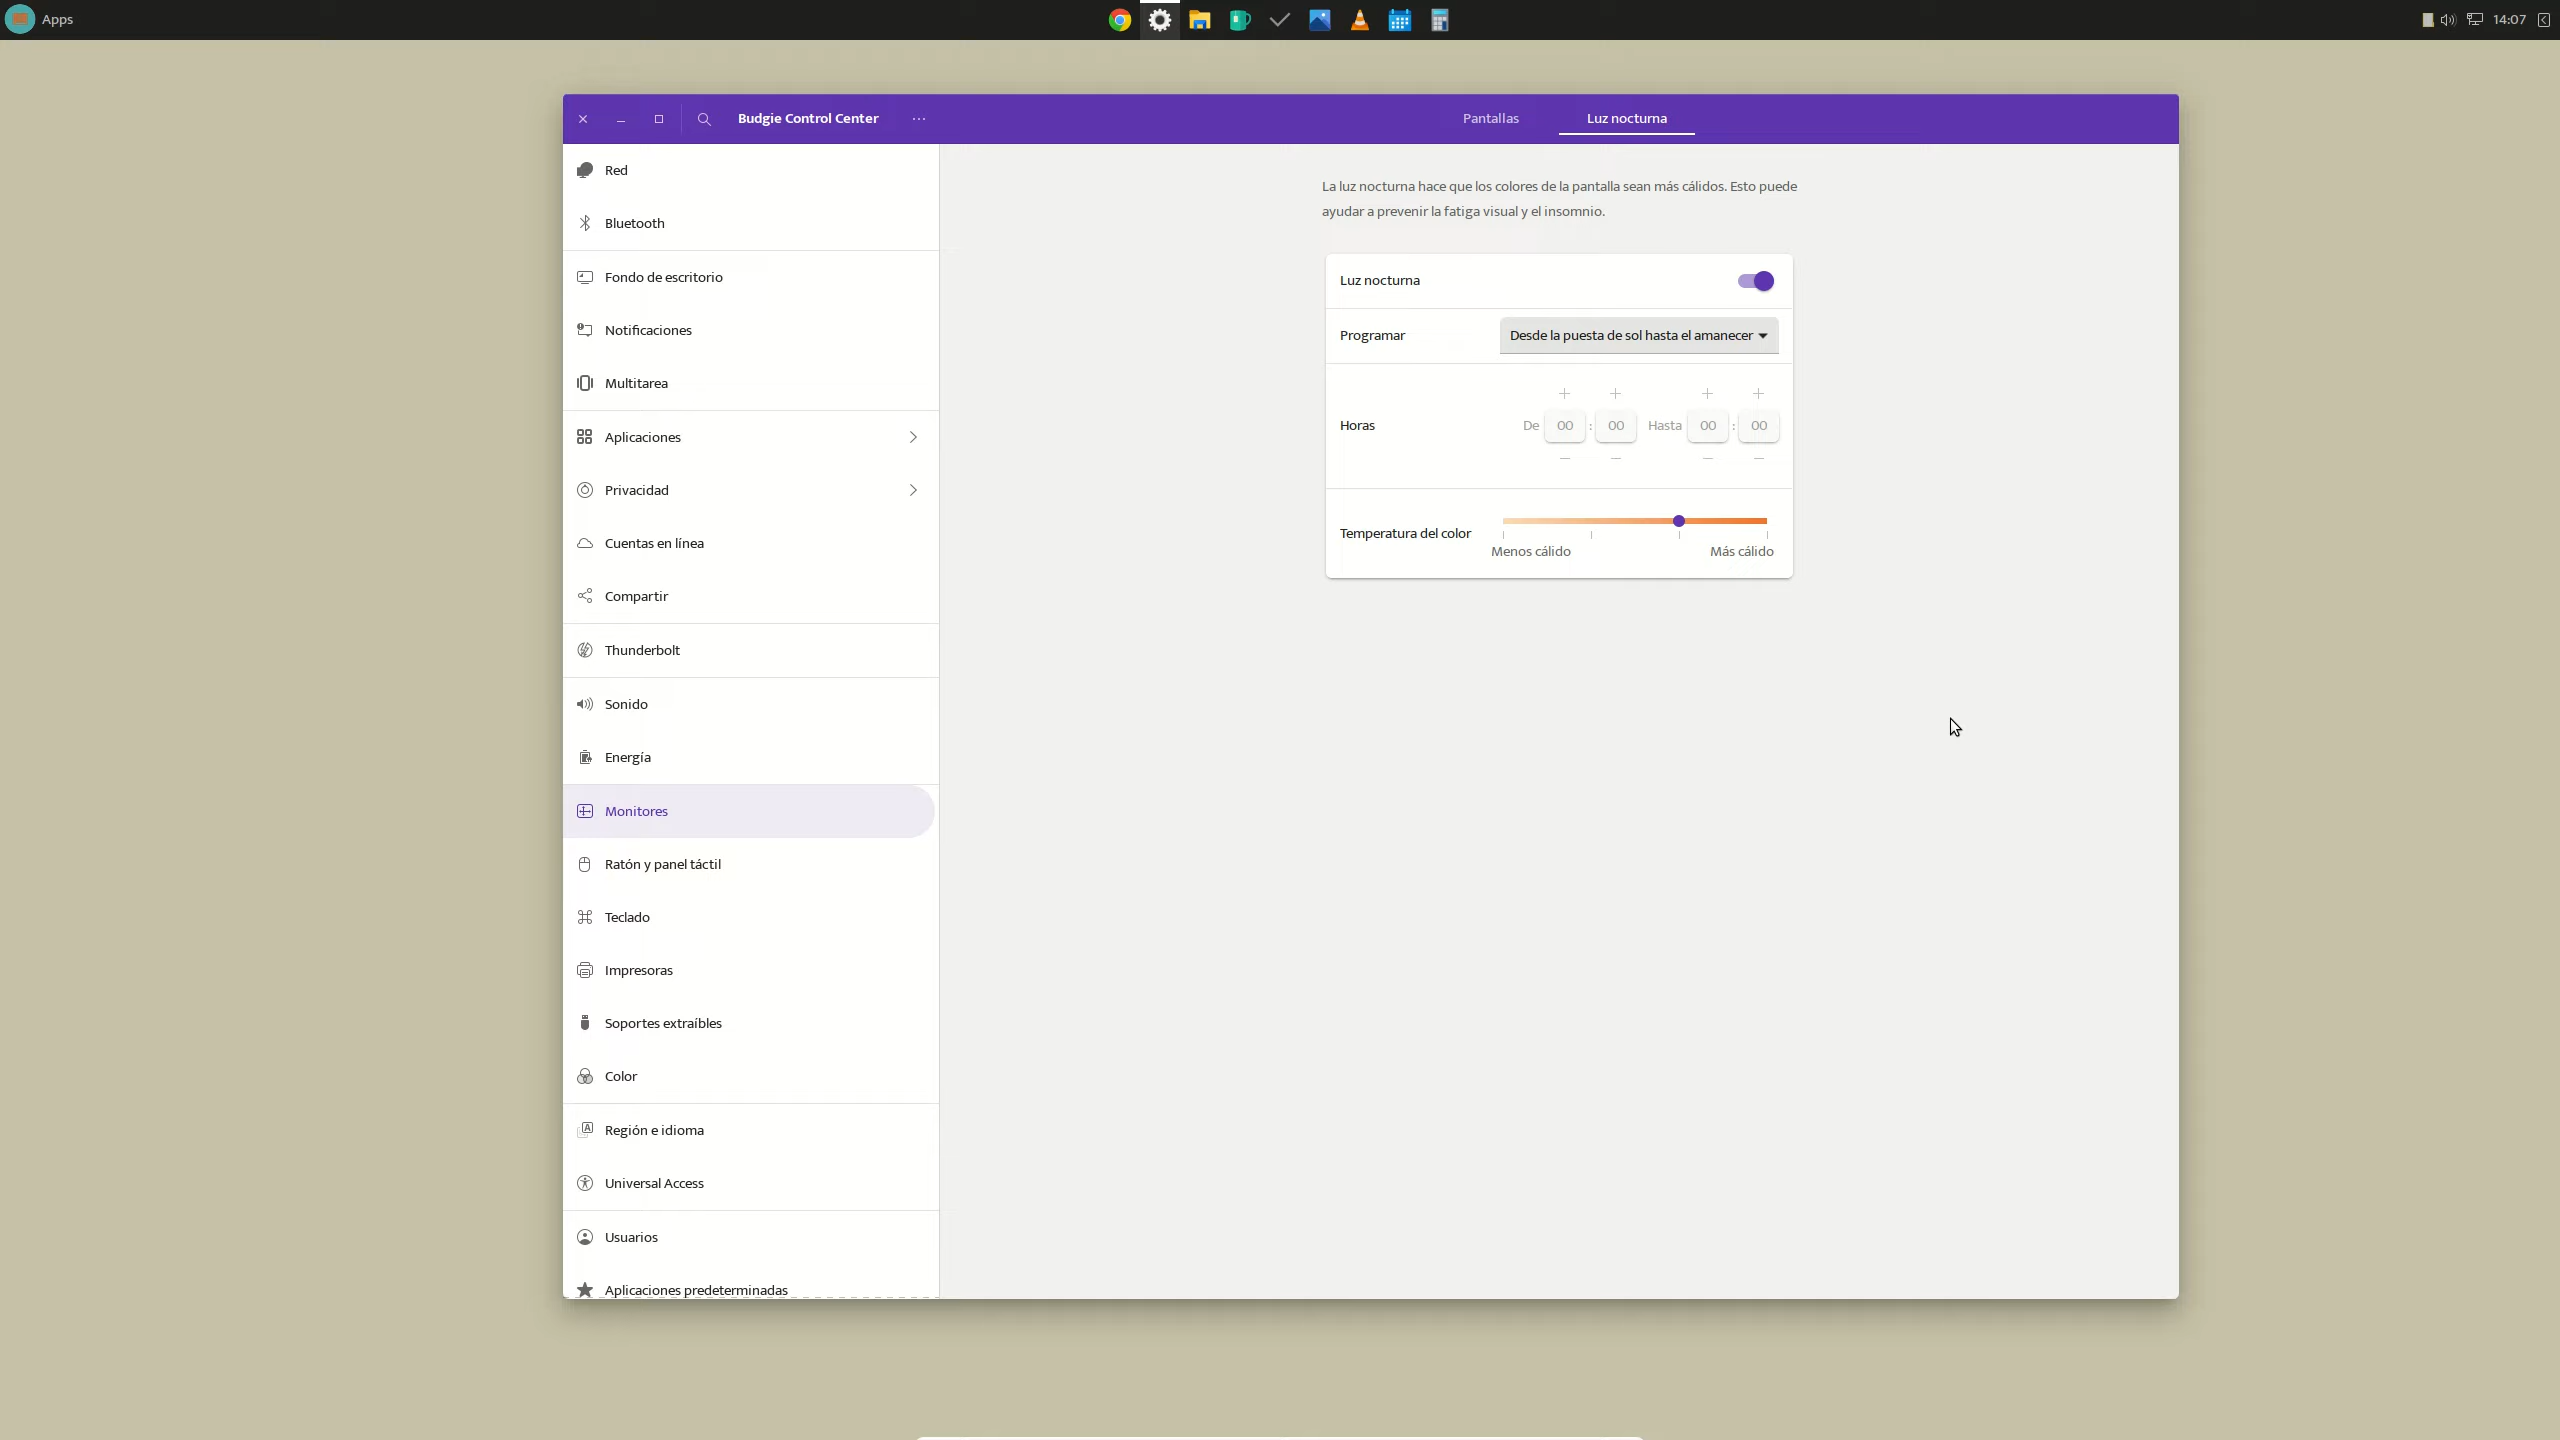 Apps
14:07
Budgie Control Center
Pantallas
Luz nocturna
Red
Bluetooth
Fondo de escritorio
Notificaciones
Multitarea
Aplicaciones
Privacidad
Cuentas en línea
Compartir
Thunderbolt
Sonido
Energía
Monitores
Ratón y panel táctil
Teclado
Impresoras
Soportes extraíbles
Color
Región e idioma
Universal Access
Usuarios
Aplicaciones predeterminadas
La luz nocturna hace que los colores de la pantalla sean más cálidos. Esto puede
ayudar a prevenir la fatiga visual y el insomnio.
Luz nocturna
Programar Desde la puesta de sol hasta el amanecer
Horas De 00 : 00 Hasta 00 : 00
Temperatura del color
Menos cálido Más cálido